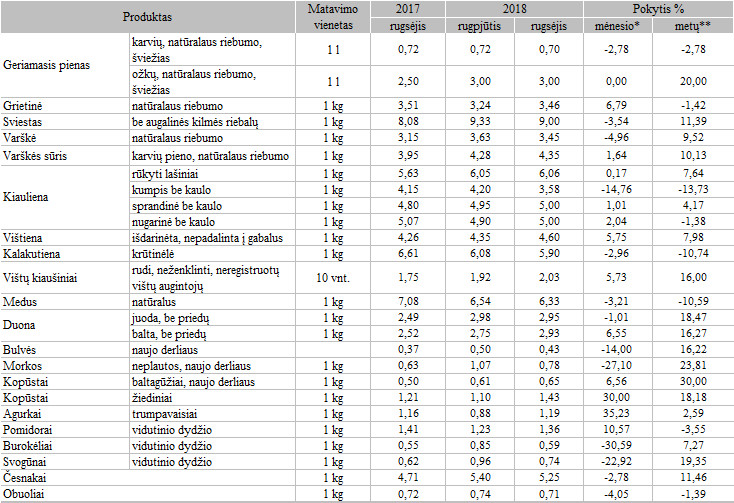 Produktas Matavimo vienetas 2017 2018 Pokytis %
rugsėjis rugpjūtis rugsėjis mėnesio* metų**
Geriamasis pienas karvių, natūralaus riebumo, šviežias 1 l 0,72 0,72 0,70 -2,78 -2,78
ožkų, natūralaus riebumo, šviežias 1 l 2,50 3,00 3,00 0,00 20,00
Grietinė natūralaus riebumo 1 kg 3,51 3,24 3,46 6,79 -1,42
Sviestas be augalinės kilmės riebalų 1 kg 8,08 9,33 9,00 -3,54 11,39
Varškė natūralaus riebumo 1 kg 3,15 3,63 3,45 -4,96 9,52
Varškės sūris karvių pieno, natūralaus riebumo 1 kg 3,95 4,28 4,35 1,64 10,13
Kiauliena rūkyti lašiniai 1 kg 5,63 6,05 6,06 0,17 7,64
kumpis be kaulo 1 kg 4,15 4,20 3,58 -14,76 -13,73
sprandinė be kaulo 1 kg 4,80 4,95 5,00 1,01 4,17
nugarinė be kaulo 1 kg 5,07 4,90 5,00 2,04 -1,38
Vištiena išdarinėta, nepadalinta į gabalus 1 kg 4,26 4,35 4,60 5,75 7,98
Kalakutiena krūtinėlė 1 kg 6,61 6,08 5,90 -2,96 -10,74
Vištų kiaušiniai rudi, neženklinti, neregistruotų vištų augintojų 10 vnt. 1,75 1,92 2,03 5,73 16,00
Medus natūralus 1 kg 7,08 6,54 6,33 -3,21 -10,59
Duona juoda, be priedų 1 kg 2,49 2,98 2,95 -1,01 18,47
balta, be priedų 1 kg 2,52 2,75 2,93 6,55 16,27
Bulvės naujo derliaus 0,37 0,50 0,43 -14,00 16,22
Morkos neplautos, naujo derliaus 1 kg 0,63 1,07 0,78 -27,10 23,81
Kopūstai baltagūžiai, naujo derliaus 1 kg 0,50 0,61 0,65 6,56 30,00
Kopūstai žiediniai 1 kg 1,21 1,10 1,43 30,00 18,18
Agurkai trumpavaisiai 1 kg 1,16 0,88 1,19 35,23 2,59
Pomidorai vidutinio dydžio 1 kg 1,41 1,23 1,36 10,57 -3,55
Burokėliai vidutinio dydžio 1 kg 0,55 0,85 0,59 -30,59 7,27
Svogūnai vidutinio dydžio 1 kg 0,62 0,96 0,74 -22,92 19,35
Česnakai 1 kg 4,71 5,40 5,25 -2,78 11,46
Obuoliai 1 kg 0,72 0,74 0,71 -4,05 -1,39